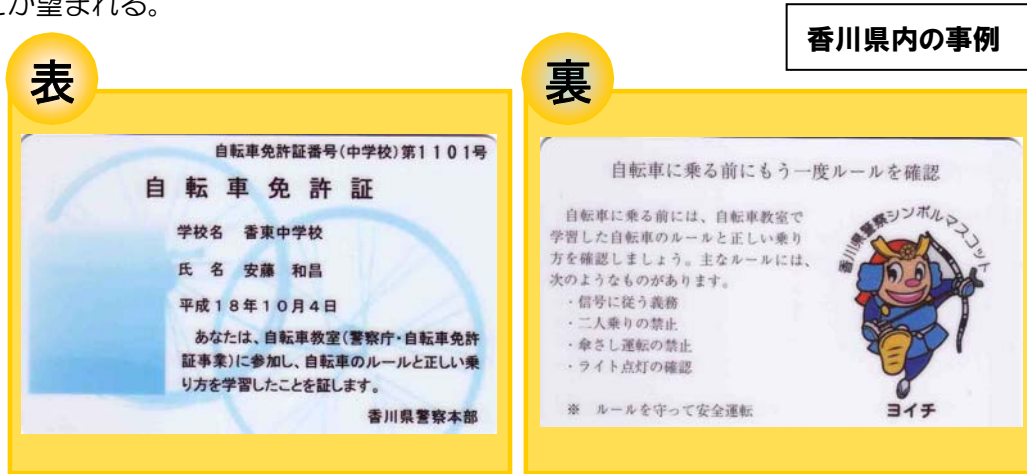 とが望まれる。
香川県内の事例
表
自転車免許証番号(中学校)第1101号
自転車免許証
学校名 香東中学校
氏 名 安藤 和昌
平成18年10月4日
あなたは、自転車教室(警察庁・自転車免許
証事業)に参加し、自転車のルールと正しい乗
り方を学習したことを証します。
香川県警察本部
裏
自転車に乗る前にもう一度ルールを確認
自転車に乗る前には、自転車教室で
学習した自転車のルールと正しい乗り
方を確認しましょう。主なルールには、
次のようなものがあります。
・信号に従う義務
・二人乗りの禁止
・傘さし運転の禁止
・ライト点灯の確認
※ ルールを守って安全運転
香川県警察シンボルマスコット
ヨイチ